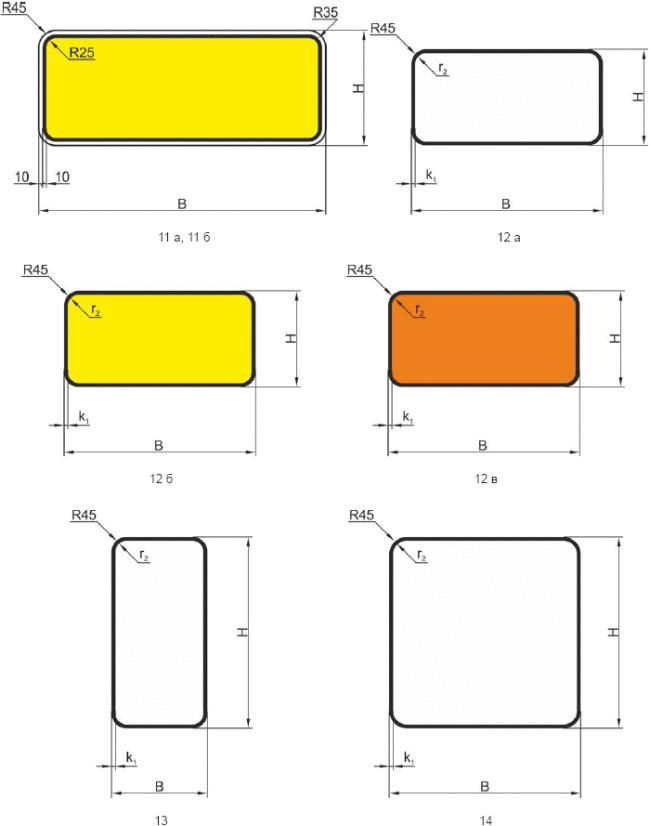 R45
R35
R25
H
10
10
B
11 а, 11 б
R45
r₂
H
k₁
B
12 а
R45
r₂
H
k₁
B
12 б
R45
r₂
H
k₁
B
12 в
R45
r₂
H
k₁
B
13
R45
r₂
H
k₁
B
14